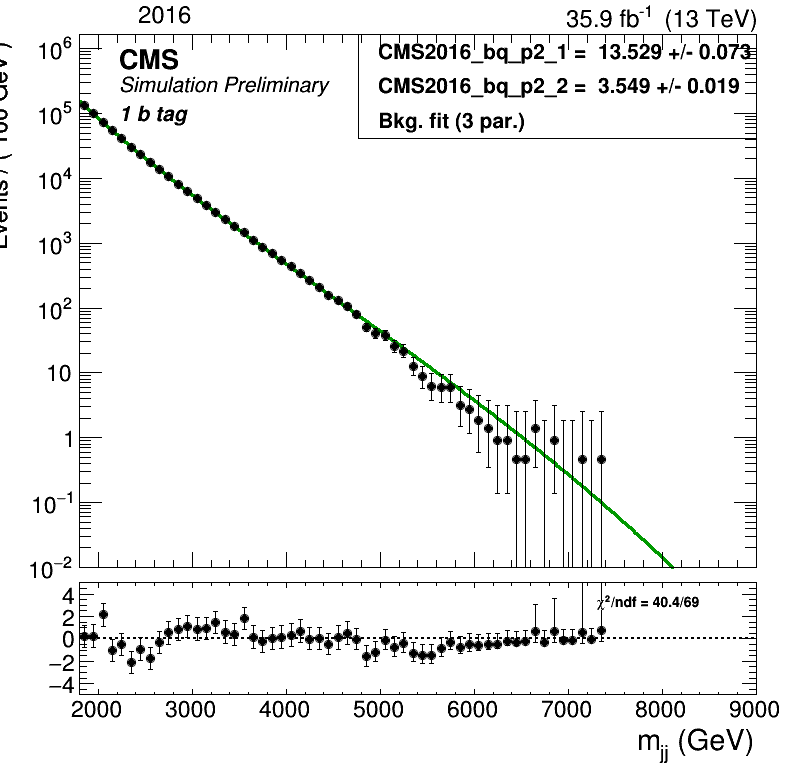 2016
35.9 fb⁻¹ (13 TeV)
CMS
Simulation Preliminary
1 b tag
CMS2016_bq_p2_1 = 13.529 +/- 0.073
CMS2016_bq_p2_2 = 3.549 +/- 0.019
Bkg. fit (3 par.)
Events / ( 100 GeV )
10⁶
10⁵
10⁴
10³
10²
10
1
10⁻¹
10⁻²
χ²/ndf = 40.4/69
4
2
0
−2
−4
2000 3000 4000 5000 6000 7000 8000 9000
m_jj (GeV)